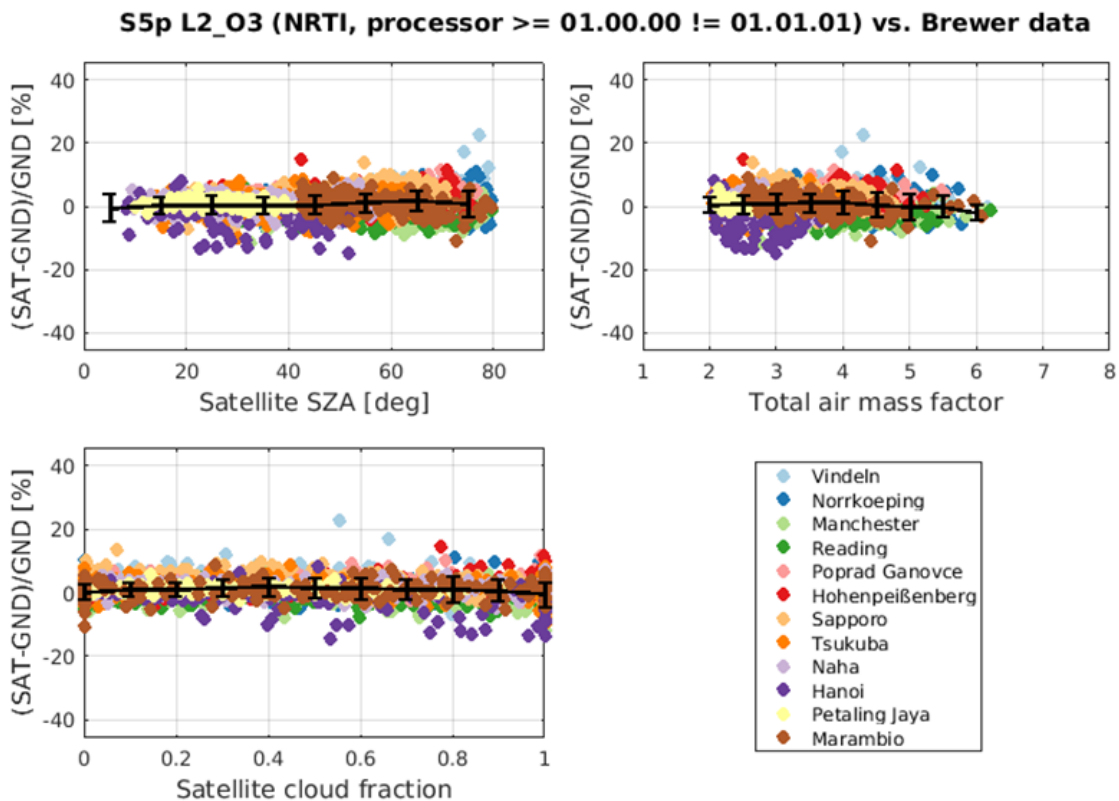 S5p L2_O3 (NRTI, processor >= 01.00.00 != 01.01.01) vs. Brewer data
(SAT-GND)/GND [%]
40
20
0
-20
-40
0 20 40 60 80
Satellite SZA [deg]
(SAT-GND)/GND [%]
40
20
0
-20
-40
1 2 3 4 5 6 7 8
Total air mass factor
(SAT-GND)/GND [%]
40
20
0
-20
-40
0 0.2 0.4 0.6 0.8 1
Satellite cloud fraction
Vindeln
Norrkoeping
Manchester
Reading
Poprad Ganovce
Hohenpeißenberg
Sapporo
Tsukuba
Naha
Hanoi
Petaling Jaya
Marambio